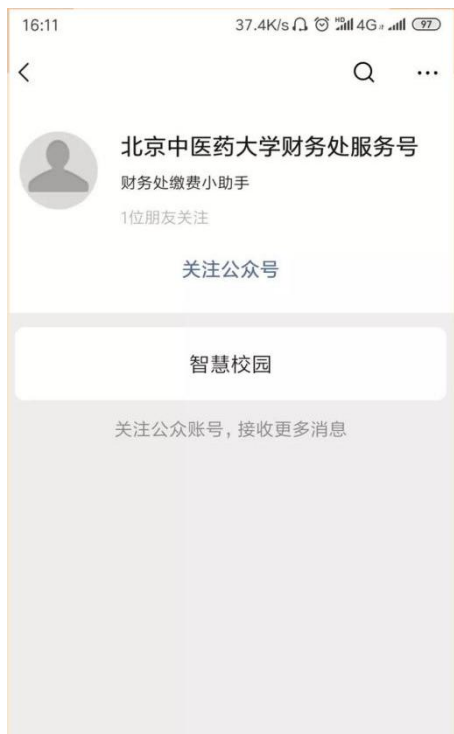 16:11 37.4K/s HD 4G 97
北京中医药大学财务处服务号
财务处缴费小助手
1位朋友关注
关注公众号
智慧校园
关注公众账号，接收更多消息